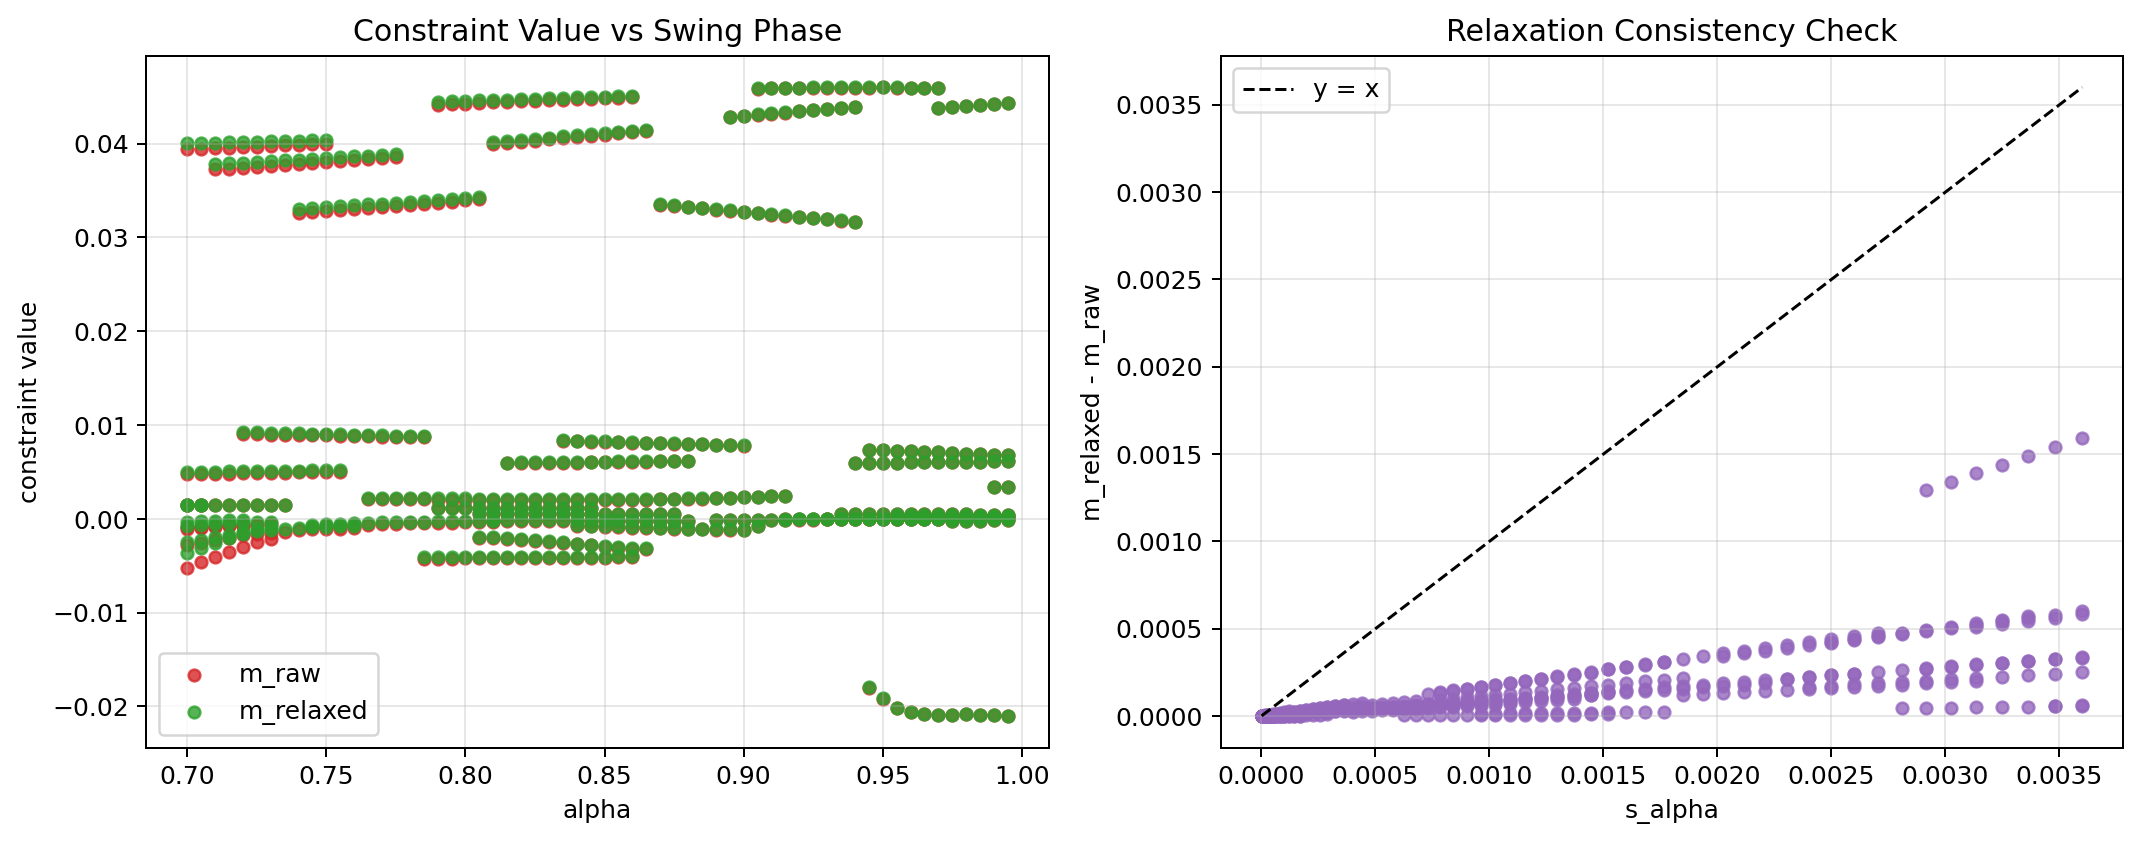 Constraint Value vs Swing Phase
constraint value
0.04
0.03
0.02
0.01
0.00
−0.01
−0.02
m_raw
m_relaxed
0.70 0.75 0.80 0.85 0.90 0.95 1.00
alpha
Relaxation Consistency Check
m_relaxed - m_raw
y = x
0.0035
0.0030
0.0025
0.0020
0.0015
0.0010
0.0005
0.0000
0.0000 0.0005 0.0010 0.0015 0.0020 0.0025 0.0030 0.0035
s_alpha